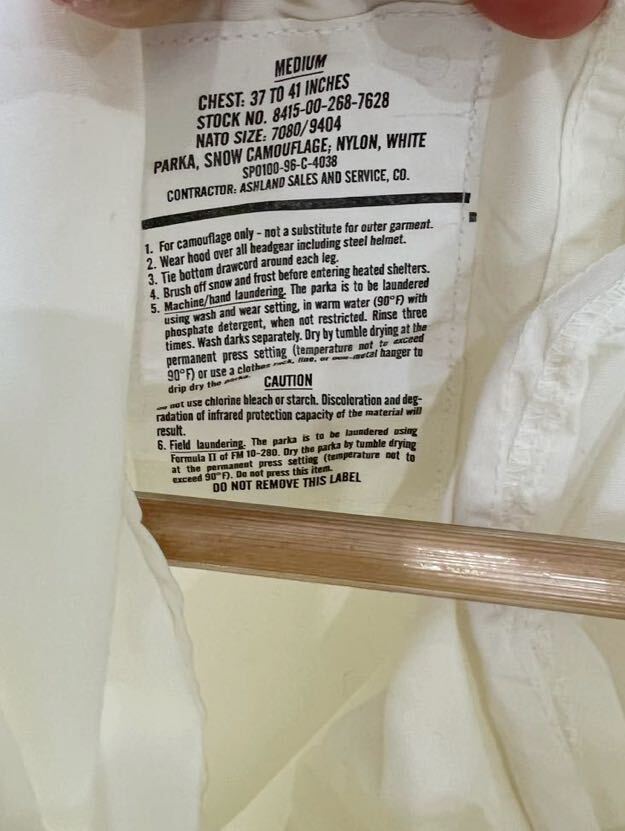 MEDIUM
CHEST: 37 TO 41 INCHES
STOCK NO. 8415-00-268-7628
NATO SIZE: 7080/9404
PARKA, SNOW CAMOUFLAGE; NYLON, WHITE
SPO100-96-C-4038
CONTRACTOR: ASHLAND SALES AND SERVICE, CO.
1. For camouflage only - not a substitute for outer garment.
2. Wear hood over all headgear including steel helmet.
3. Tie bottom drawcord around each leg.
4. Brush off snow and frost before entering heated shelters.
5. Machine/hand laundering. The parka is to be laundered
using wash and wear setting, in warm water (90°F) with
phosphate detergent, when not restricted. Rinse three
times. Wash darks separately. Dry by tumble drying at the
permanent press setting (temperature not to exceed
90°F) or use a clothes rack, line, or hanger to
drip dry the parka.
CAUTION
not use chlorine bleach or starch. Discoloration and deg-
radation of infrared protection capacity of the material will
result.
6. Field laundering. The parka is to be laundered using
Formula II of FM 10-280. Dry the parka by tumble drying
at the permanent press setting (temperature not to
exceed 90°F). Do not press this item.
DO NOT REMOVE THIS LABEL